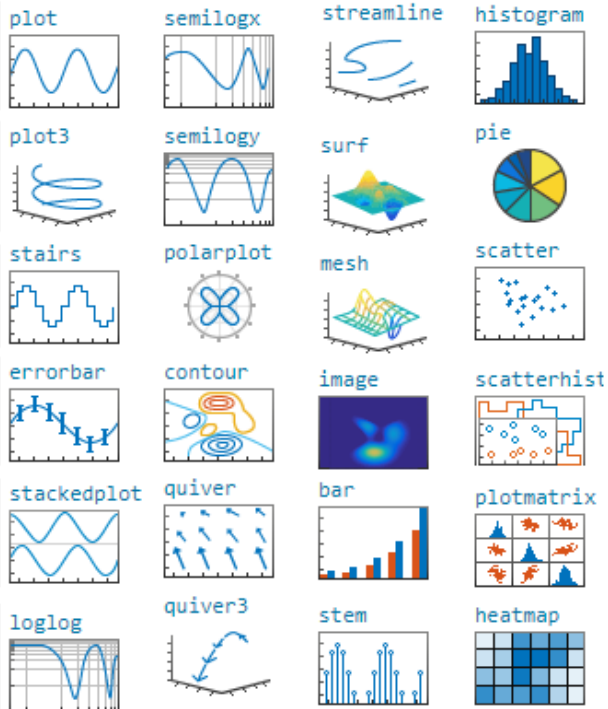 plot
semilogx
streamline
histogram
plot3
semilogy
surf
pie
stairs
polarplot
mesh
scatter
errorbar
contour
image
scatterhist
stackedplot
quiver
bar
plotmatrix
loglog
quiver3
stem
heatmap